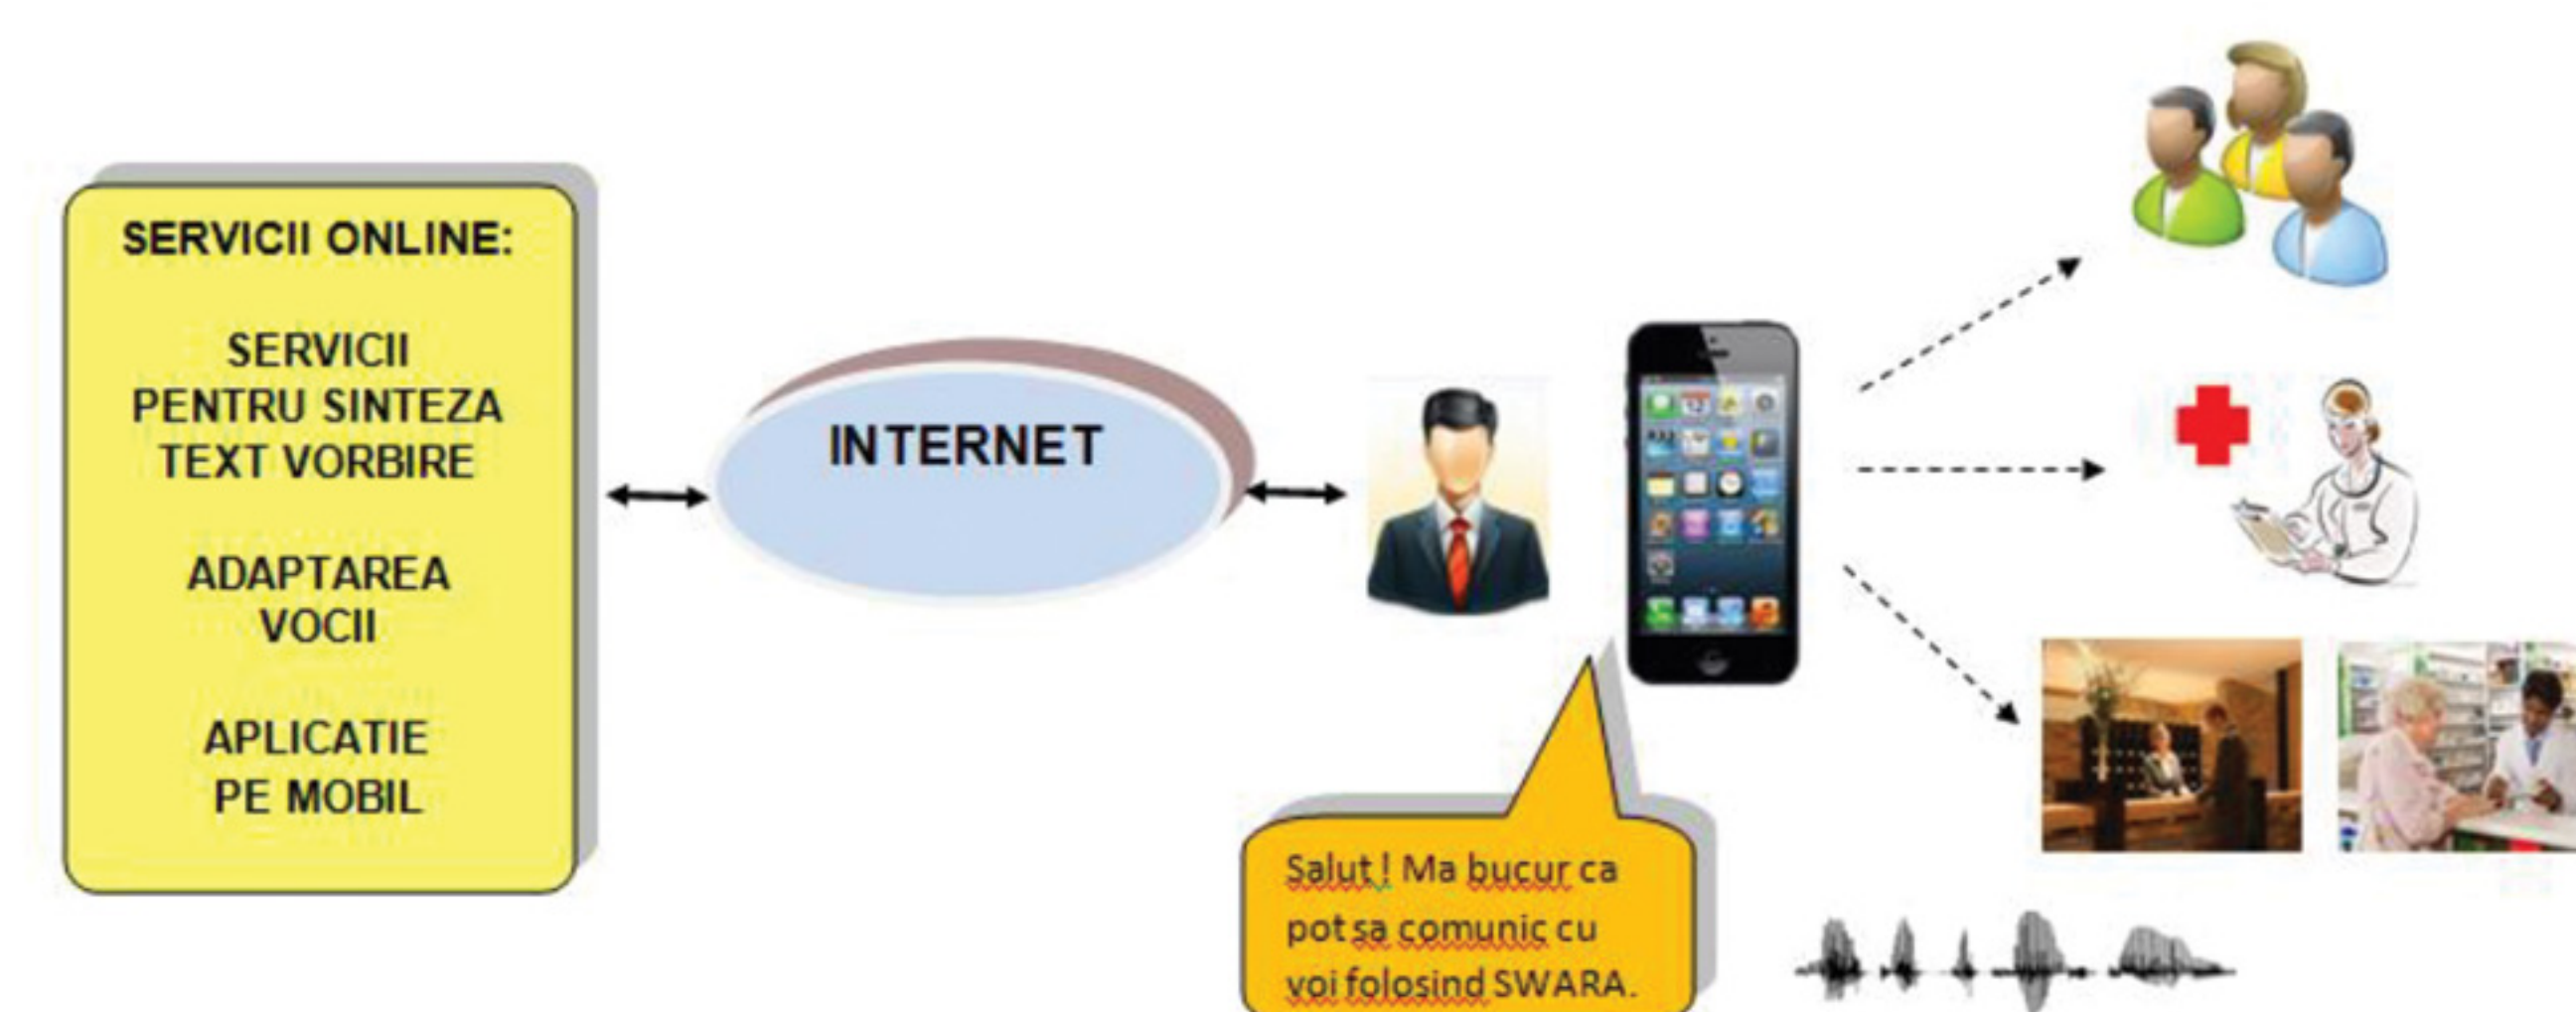 SERVICII ONLINE:
SERVICII
PENTRU SINTEZA
TEXT VORBIRE
ADAPTAREA
VOCII
APLICATIE
PE MOBIL
INTERNET
Salut! Ma bucur ca
pot sa comunic cu
voi folosind SWARA.